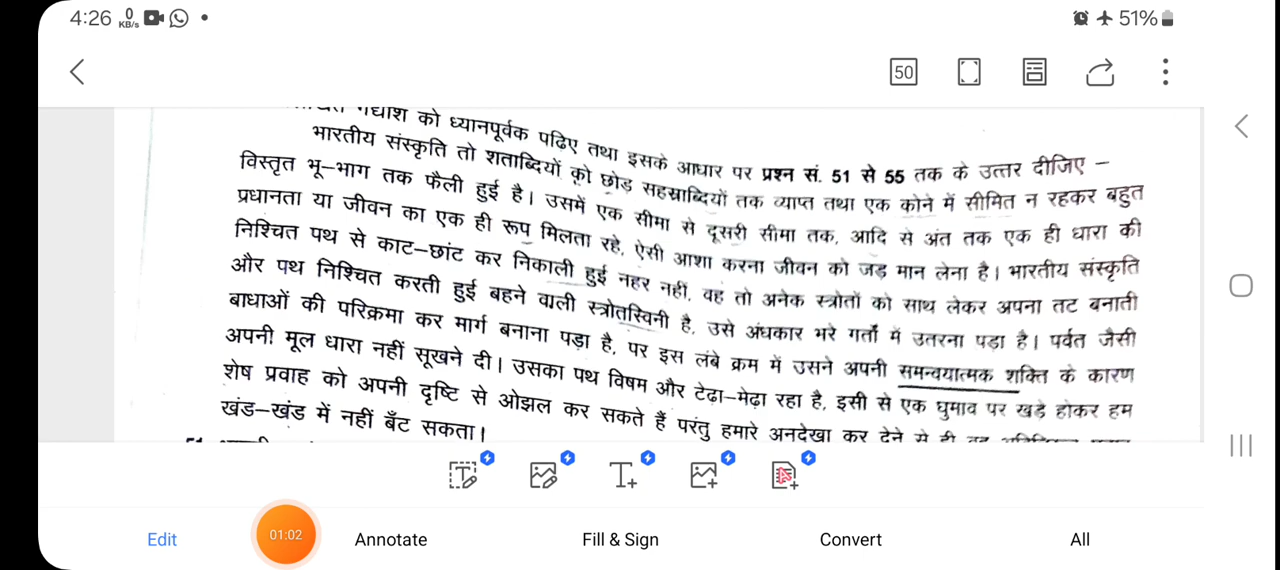 4:26 0 KB/s 51%
50
गद्यांश को ध्यानपूर्वक पढ़िए तथा इसके आधार पर प्रश्न सं. 51 से 55 तक के उत्तर दीजिए –
भारतीय संस्कृति तो शताब्दियों को छोड़ सहस्राब्दियों तक व्याप्त तथा एक कोने में सीमित न रहकर बहुत
विस्तृत भू–भाग तक फैली हुई है। उसमें एक सीमा से दूसरी सीमा तक, आदि से अंत तक एक ही धारा की
प्रधानता या जीवन का एक ही रूप मिलता रहे, ऐसी आशा करना जीवन को जड़ मान लेना है। भारतीय संस्कृति
निश्चित पथ से काट–छांट कर निकाली हुई नहर नहीं, वह तो अनेक स्त्रोतों को साथ लेकर अपना तट बनाती
और पथ निश्चित करती हुई बहने वाली स्त्रोतस्विनी है, उसे अंधकार भरे गर्तों में उतरना पड़ा है। पर्वत जैसी
बाधाओं की परिक्रमा कर मार्ग बनाना पड़ा है, पर इस लंबे क्रम में उसने अपनी समन्वयात्मक शक्ति के कारण
अपनी मूल धारा नहीं सूखने दी। उसका पथ विषम और टेढ़ा–मेढ़ा रहा है, इसी से एक घुमाव पर खड़े होकर हम
शेष प्रवाह को अपनी दृष्टि से ओझल कर सकते हैं परंतु हमारे अनदेखा कर देने से ही वह
खंड–खंड में नहीं बँट सकता।
Edit 01:02 Annotate Fill & Sign Convert All